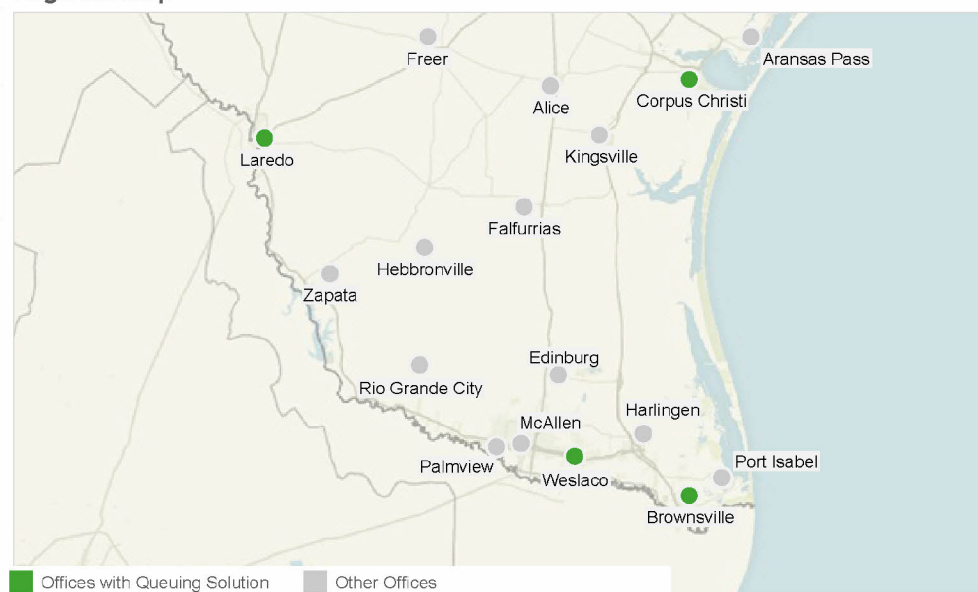 Freer
Aransas Pass
Alice
Corpus Christi
Kingsville
Laredo
Falfurrias
Hebbronville
Zapata
Edinburg
Rio Grande City
Harlingen
McAllen
Palmview
Port Isabel
Weslaco
Brownsville
Offices with Queuing Solution
Other Offices